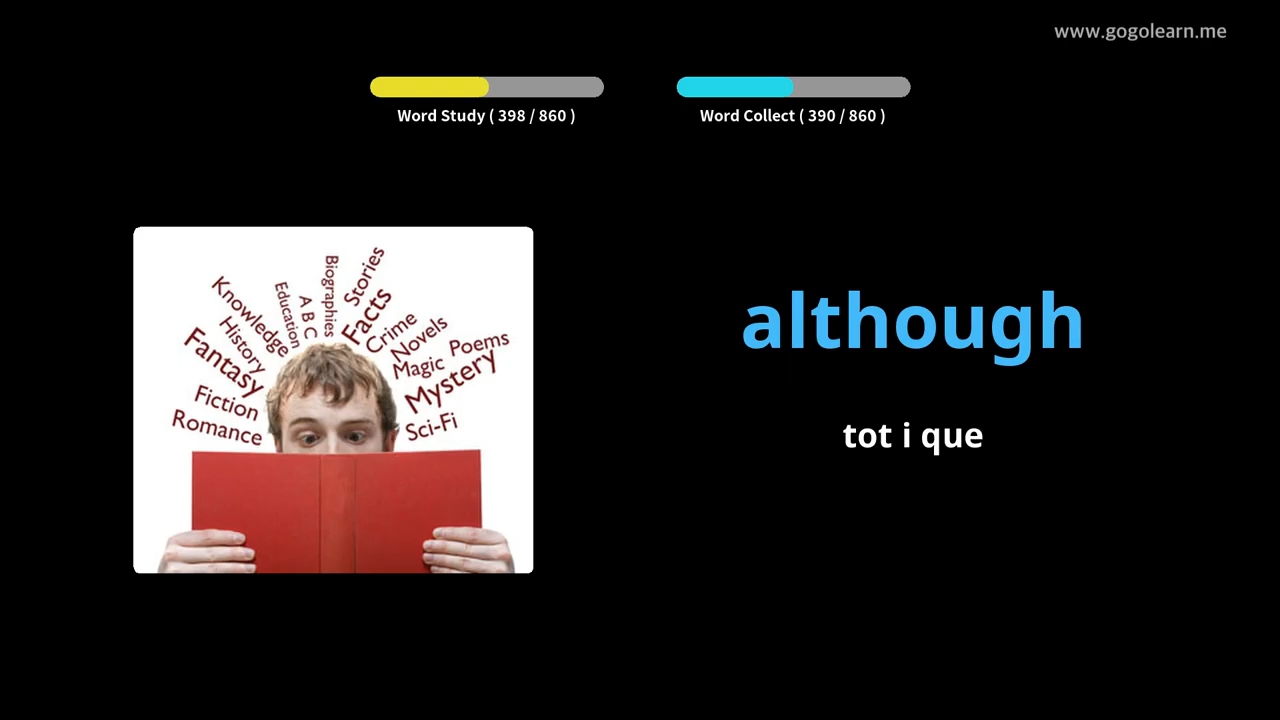 www.gogolearn.me
Word Study ( 398 / 860 )
Word Collect ( 390 / 860 )
Biographies
Stories
Education
A B C
Facts
Knowledge
Crime
History
Novels
Poems
Fantasy
Magic
Mystery
Fiction
Romance
Sci-Fi
although
tot i que